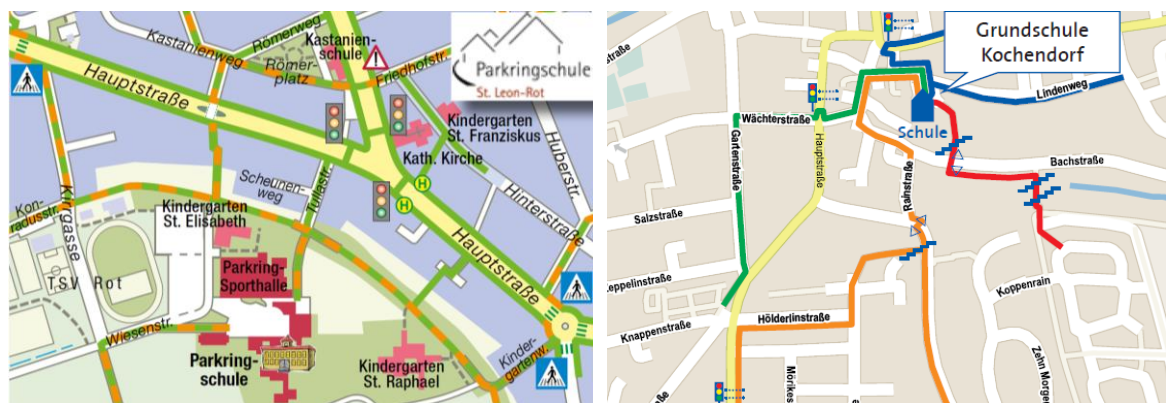 Römerweg
Kastanienweg
Kastanien-
schule
Römer-
platz
Friedhofstr.
Parkringschule
St. Leon-Rot
Hauptstraße
Kindergarten
St. Franziskus
Kath. Kirche
Huberstr.
Hinterstraße
H
H
Scheunen-
weg
Tullastr.
Kirrgasse
Kon-
radusstr.
Kindergarten
St. Elisabeth
Hauptstraße
TSV Rot
Parkring-
Sporthalle
Wiesenstr.
Parkring-
schule
Kindergarten
St. Raphael
Kinder-
gartenw.
Grundschule
Kochendorf
Lindenweg
Schule
Wächterstraße
Gartenstraße
Hauptstraße
Bachstraße
Rainstraße
Salzstraße
Koppenrain
Knappenstraße
Hölderlinstraße
Zehn Morgen